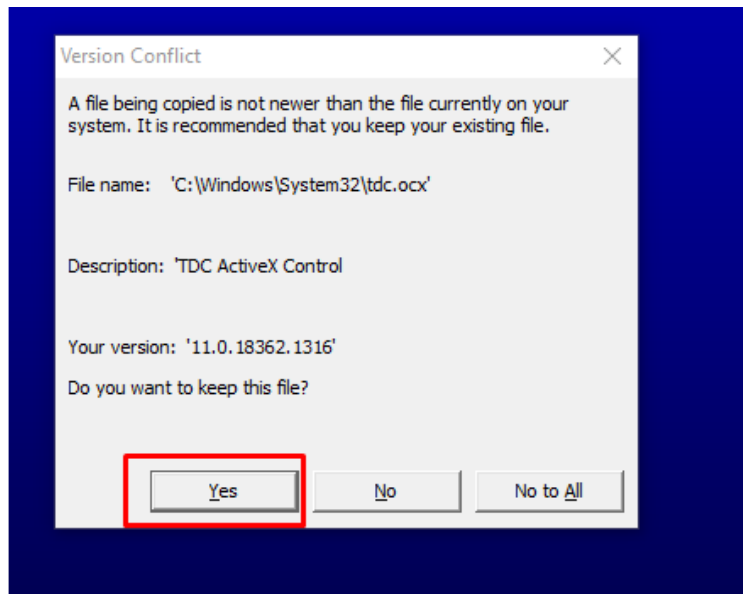 Version Conflict
A file being copied is not newer than the file currently on your
system. It is recommended that you keep your existing file.
File name: 'C:\Windows\System32\tdc.ocx'
Description: 'TDC ActiveX Control
Your version: '11.0.18362.1316'
Do you want to keep this file?
Yes No No to All